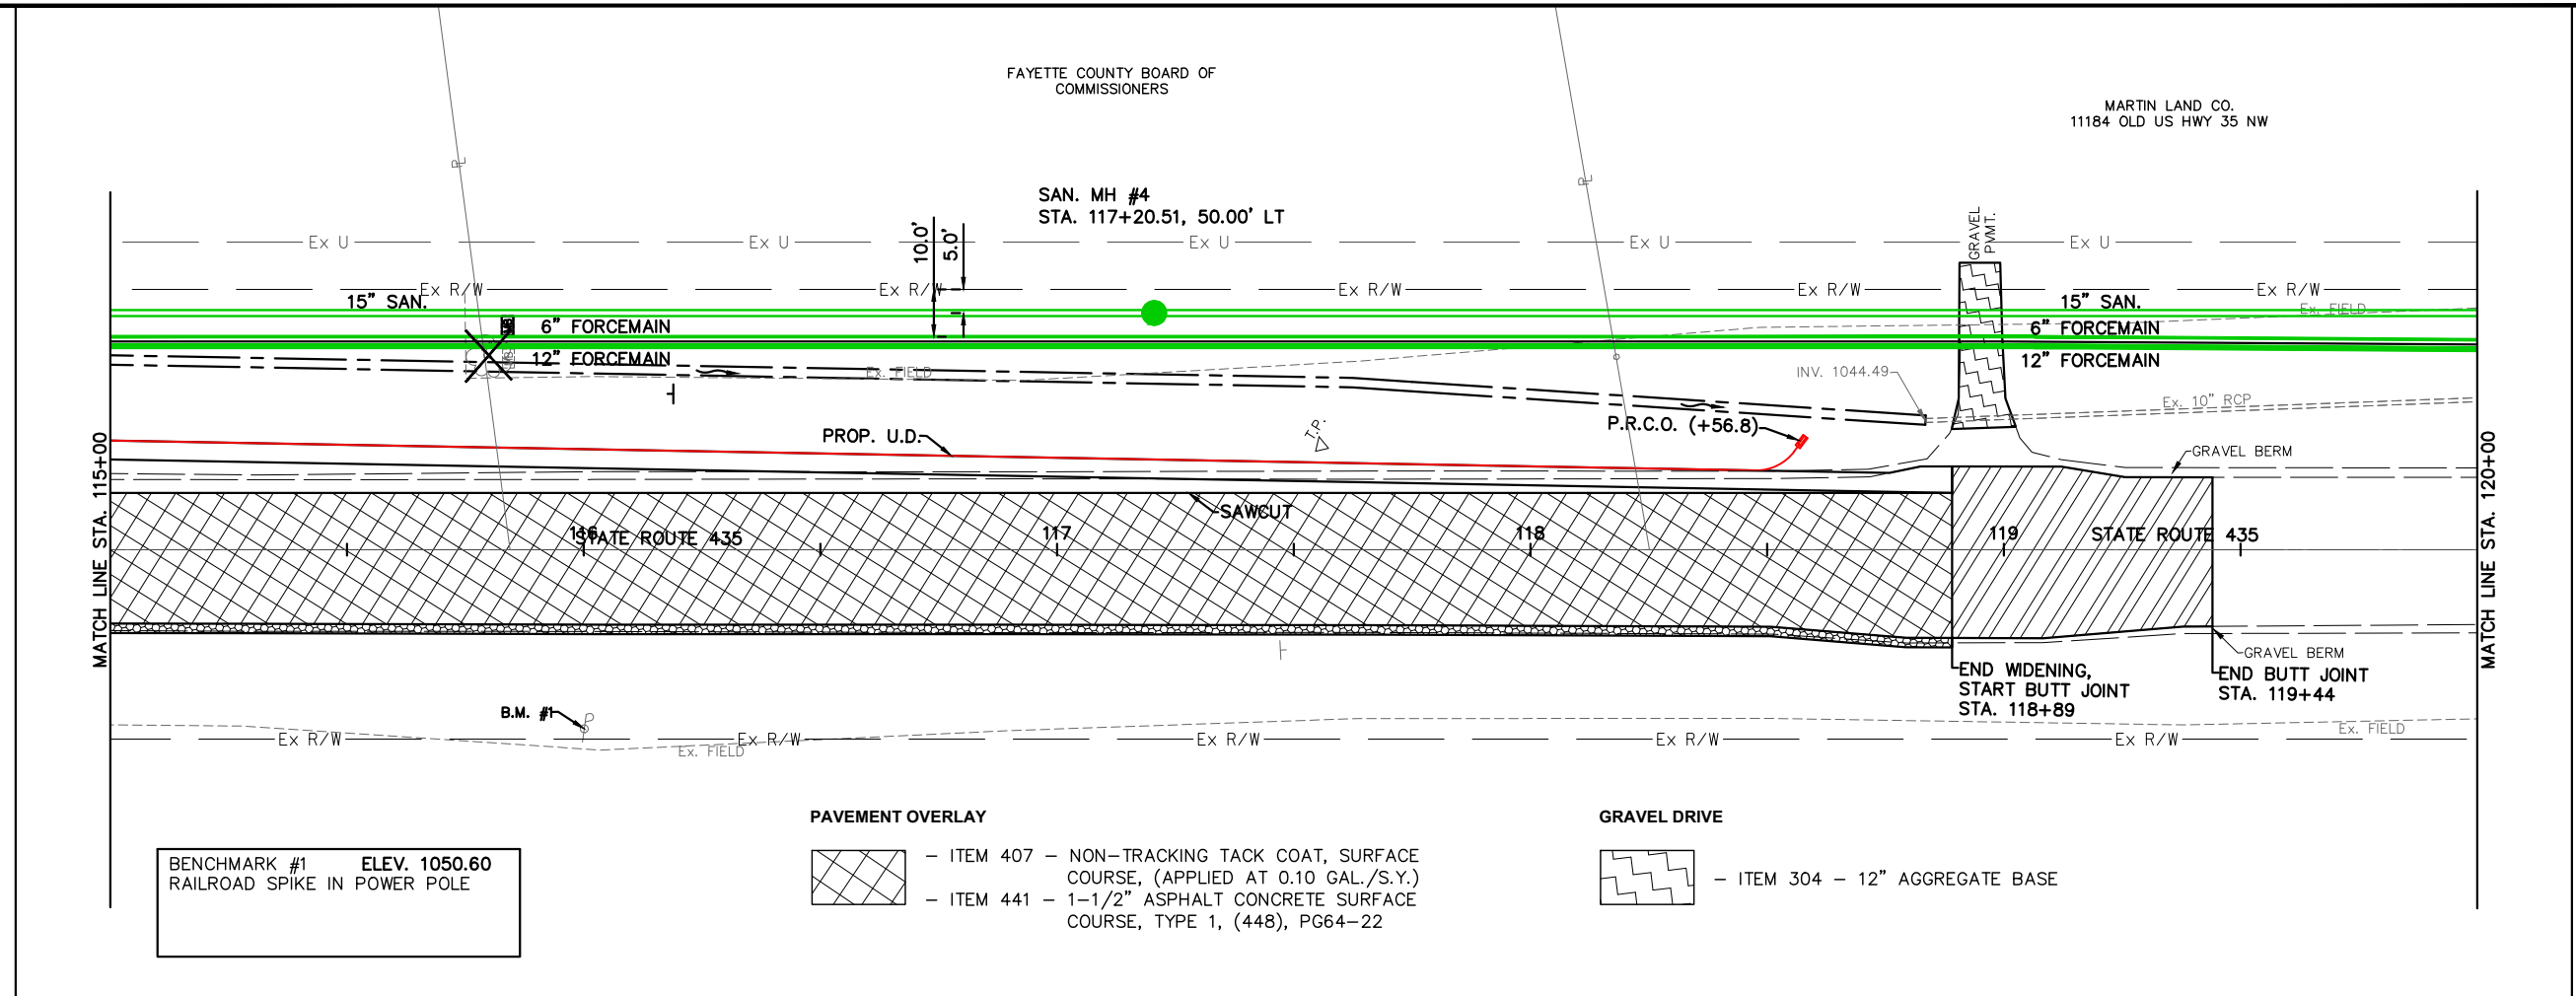 FAYETTE COUNTY BOARD OF
COMMISSIONERS
MARTIN LAND CO.
11184 OLD US HWY 35 NW
PL
PL
SAN. MH #4
STA. 117+20.51, 50.00' LT
10.0'
5.0'
GRAVEL
PVMT.
Ex U
Ex U
Ex U
Ex U
Ex U
Ex R/W
Ex R/W
Ex R/W
Ex R/W
Ex R/W
15" SAN.
15" SAN.
Ex. FIELD
6" FORCEMAIN
6" FORCEMAIN
12" FORCEMAIN
12" FORCEMAIN
Ex. FIELD
INV. 1044.49
Ex. 10" RCP
T.P.
P.R.C.O. (+56.8)
PROP. U.D.
GRAVEL BERM
MATCH LINE STA. 115+00
MATCH LINE STA. 120+00
SAWCUT
116
117
118
119
STATE ROUTE 435
STATE ROUTE 435
GRAVEL BERM
END WIDENING,
START BUTT JOINT
STA. 118+89
END BUTT JOINT
STA. 119+44
B.M. #1
P
Ex R/W
Ex R/W
Ex R/W
Ex R/W
Ex R/W
Ex. FIELD
Ex. FIELD
PAVEMENT OVERLAY
- ITEM 407 - NON-TRACKING TACK COAT, SURFACE
COURSE, (APPLIED AT 0.10 GAL./S.Y.)
- ITEM 441 - 1-1/2" ASPHALT CONCRETE SURFACE
COURSE, TYPE 1, (448), PG64-22
GRAVEL DRIVE
- ITEM 304 - 12" AGGREGATE BASE
BENCHMARK #1 ELEV. 1050.60
RAILROAD SPIKE IN POWER POLE